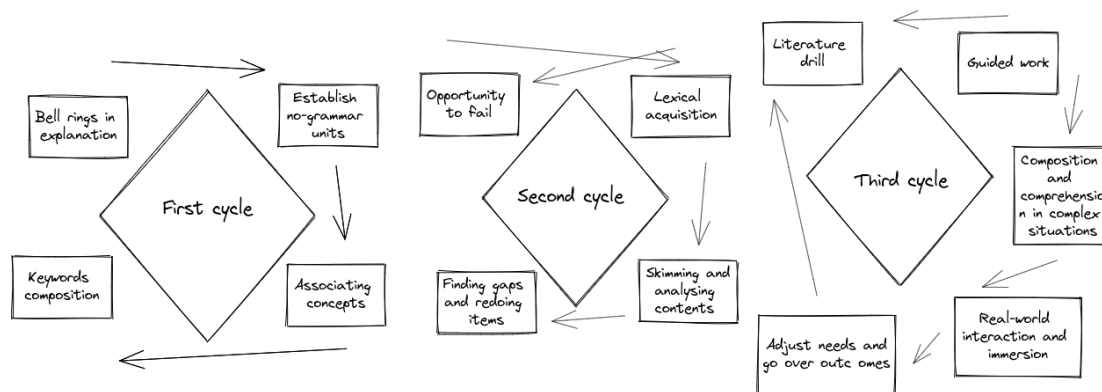 Bell rings in
explanation
Establish
no-grammar
units
First cycle
Keywords
composition
Associating
concepts
Opportunity
to fail
Lexical
acquisition
Second cycle
Finding gaps
and redoing
items
Skimming and
analysing
contents
Literature
drill
Guided work
Third cycle
Composition
and
comprehensio
n in complex
situations
Adjust needs and
go over outc omes
Real-world
interaction and
immersion